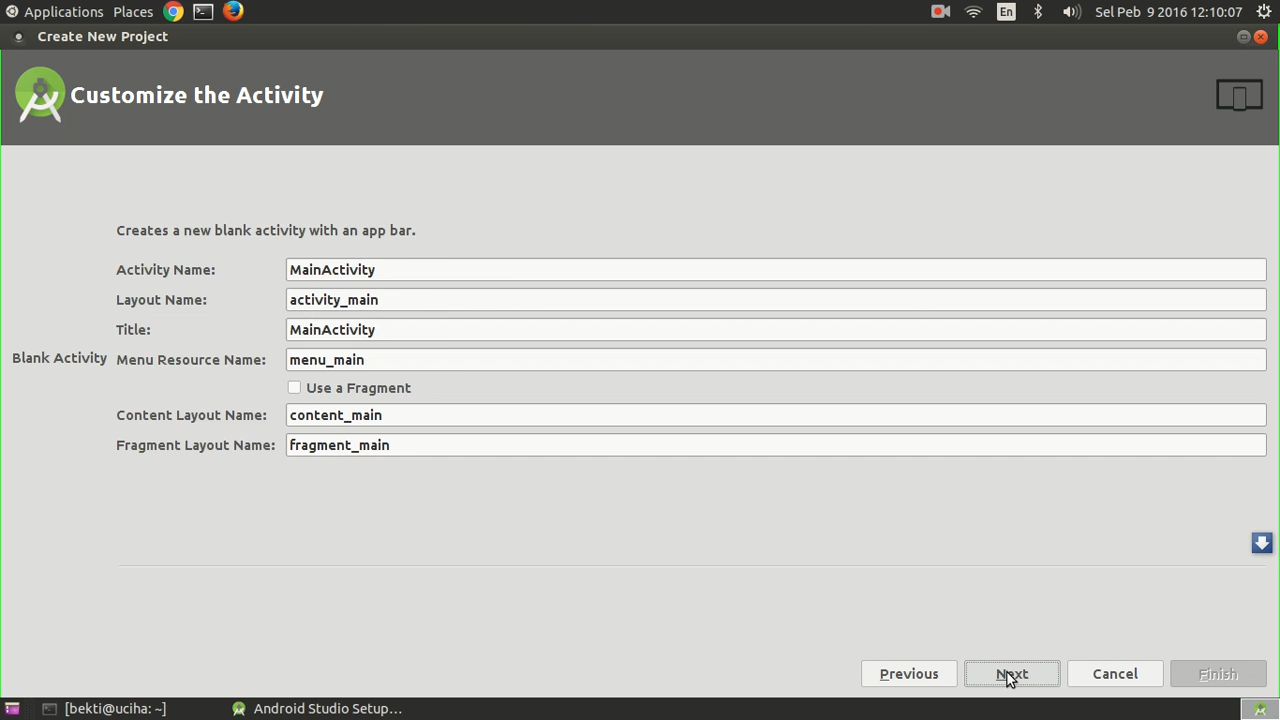 Applications Places En Sel Peb 9 2016 12:10:07
Create New Project
Customize the Activity
Creates a new blank activity with an app bar.
Activity Name: MainActivity
Layout Name: activity_main
Title: MainActivity
Blank Activity
Menu Resource Name: menu_main
Use a Fragment
Content Layout Name: content_main
Fragment Layout Name: fragment_main
Previous Next Cancel Finish
[bekti@uciha: ~] Android Studio Setup...